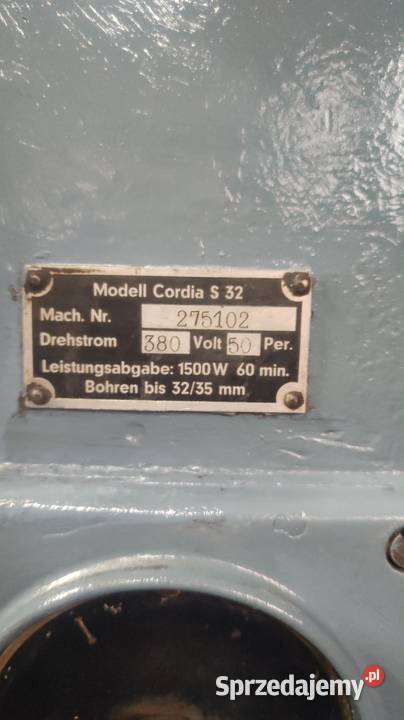 Modell Cordia S 32
Mach. Nr. 275102
Drehstrom 380 Volt 50 Per.
Leistungsabgabe: 1500W 60 min.
Bohren bis 32/35 mm
Sprzedajemy.pl